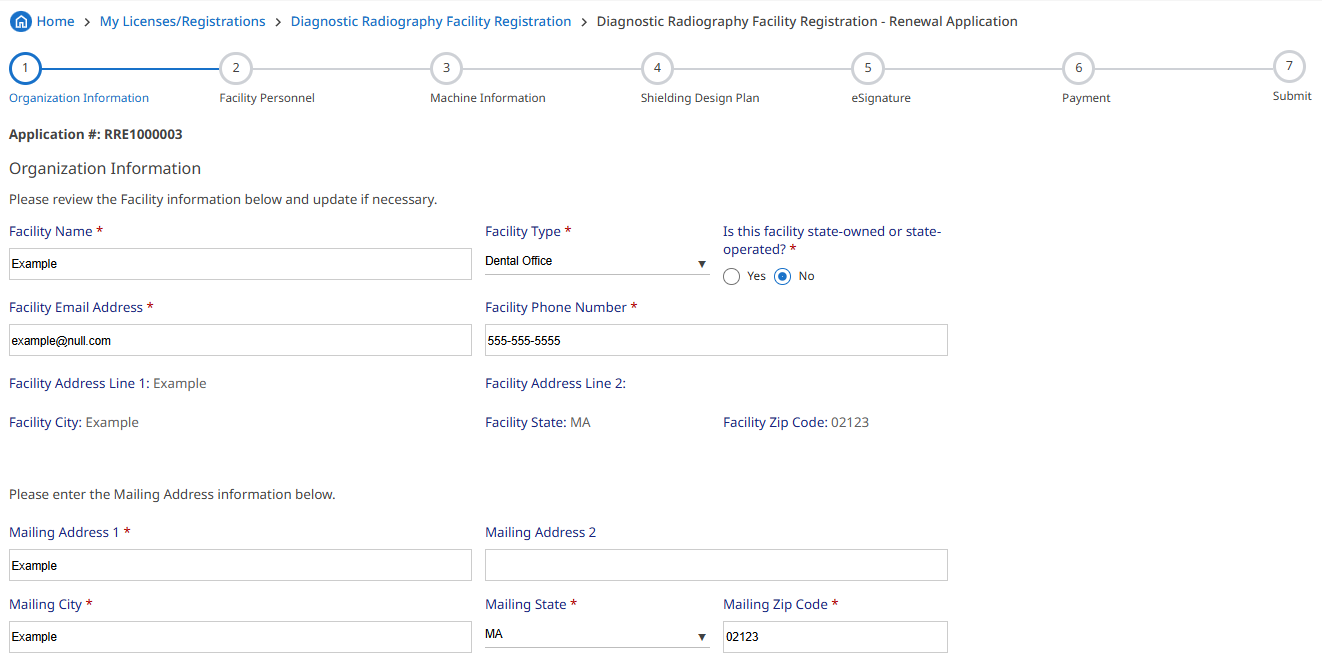 Home > My Licenses/Registrations > Diagnostic Radiography Facility Registration > Diagnostic Radiography Facility Registration - Renewal Application
1 2 3 4 5 6 7
Organization Information Facility Personnel Machine Information Shielding Design Plan eSignature Payment Submit
Application #: RRE1000003
Organization Information
Please review the Facility information below and update if necessary.
Facility Name * Facility Type * Is this facility state-owned or state-
operated? *
Example Dental Office ▼
Yes No
Facility Email Address * Facility Phone Number *
example@null.com 555-555-5555
Facility Address Line 1: Example Facility Address Line 2:
Facility City: Example Facility State: MA Facility Zip Code: 02123
Please enter the Mailing Address information below.
Mailing Address 1 * Mailing Address 2
Example
Mailing City * Mailing State * Mailing Zip Code *
Example MA ▼ 02123